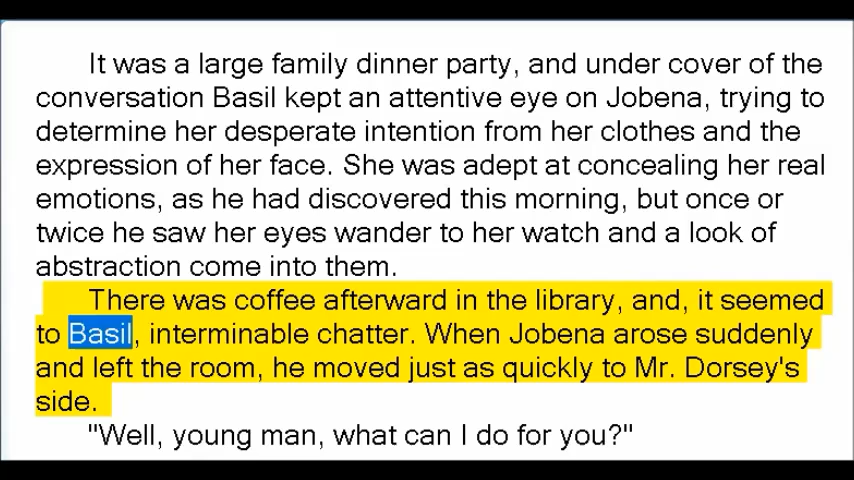 It was a large family dinner party, and under cover of the
conversation Basil kept an attentive eye on Jobena, trying to
determine her desperate intention from her clothes and the
expression of her face. She was adept at concealing her real
emotions, as he had discovered this morning, but once or
twice he saw her eyes wander to her watch and a look of
abstraction come into them.
There was coffee afterward in the library, and, it seemed
to Basil, interminable chatter. When Jobena arose suddenly
and left the room, he moved just as quickly to Mr. Dorsey's
side.
"Well, young man, what can I do for you?"